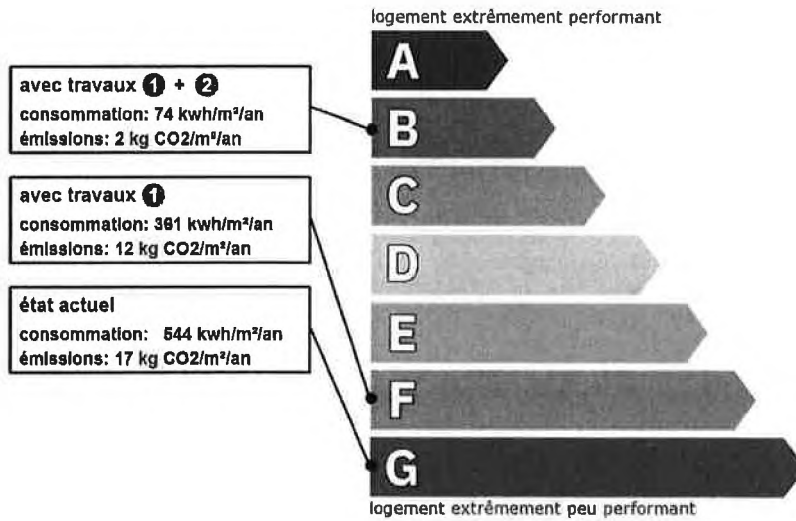 logement extrêmement performant
A
avec travaux 1 + 2
consommation: 74 kwh/m²/an
émissions: 2 kg CO2/m²/an
B
avec travaux 1
consommation: 391 kwh/m²/an
émissions: 12 kg CO2/m²/an
C
D
état actuel
consommation: 544 kwh/m²/an
émissions: 17 kg CO2/m²/an
E
F
G
logement extrêmement peu performant